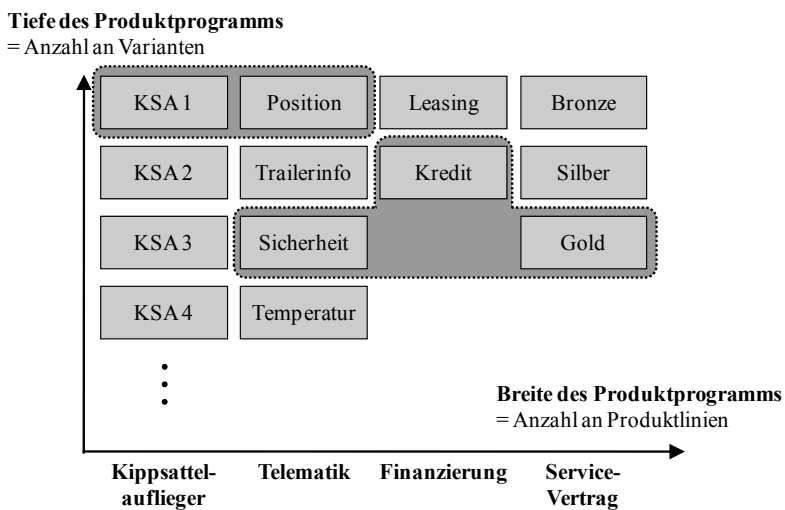 Tiefe des Produktprogramms
= Anzahl an Varianten
KSA 1 Position Leasing Bronze
KSA 2 Trailerinfo Kredit Silber
KSA 3 Sicherheit Gold
KSA 4 Temperatur
Breite des Produktprogramms
= Anzahl an Produktlinien
Kippsattel- Telematik Finanzierung Service-
auflieger Vertrag